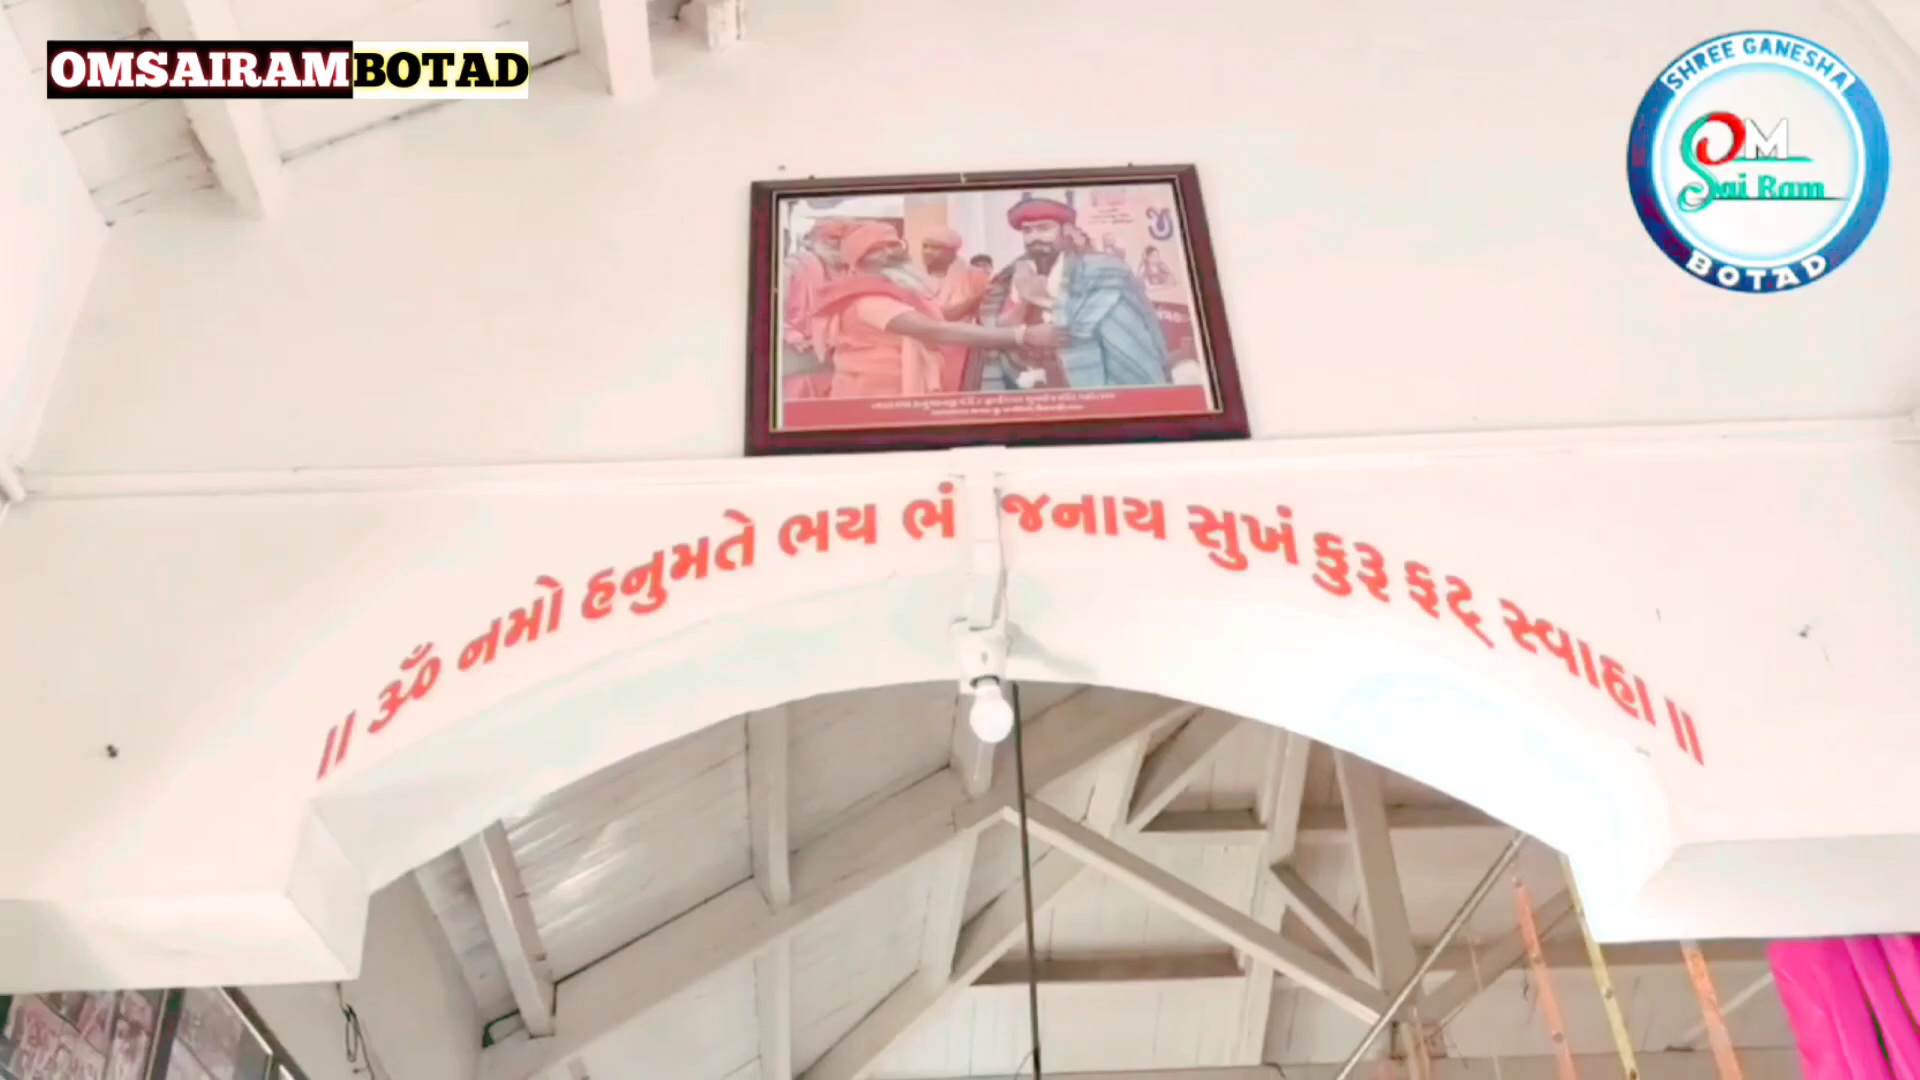 OMSAIRAMBOTAD
SHREE GANESHA
OM
Sai Ram
BOTAD
॥ ૐ નમો હનુમતે ભય ભંજનાય સુખં કુરૂ ફટ્ સ્વાહા ॥